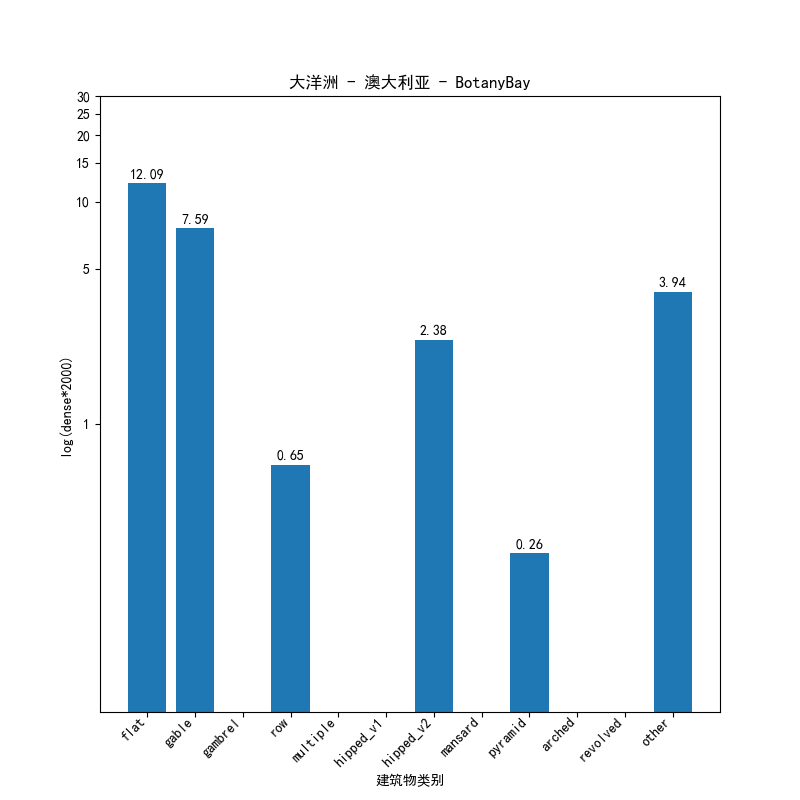 大洋洲 - 澳大利亚 - BotanyBay
30
25
20
15
10
5
1
log(dense*2000)
12.09
7.59
0.65
2.38
0.26
3.94
flat
gable
gambrel
row
multiple
hipped_v1
hipped_v2
mansard
pyramid
arched
revolved
other
建筑物类别